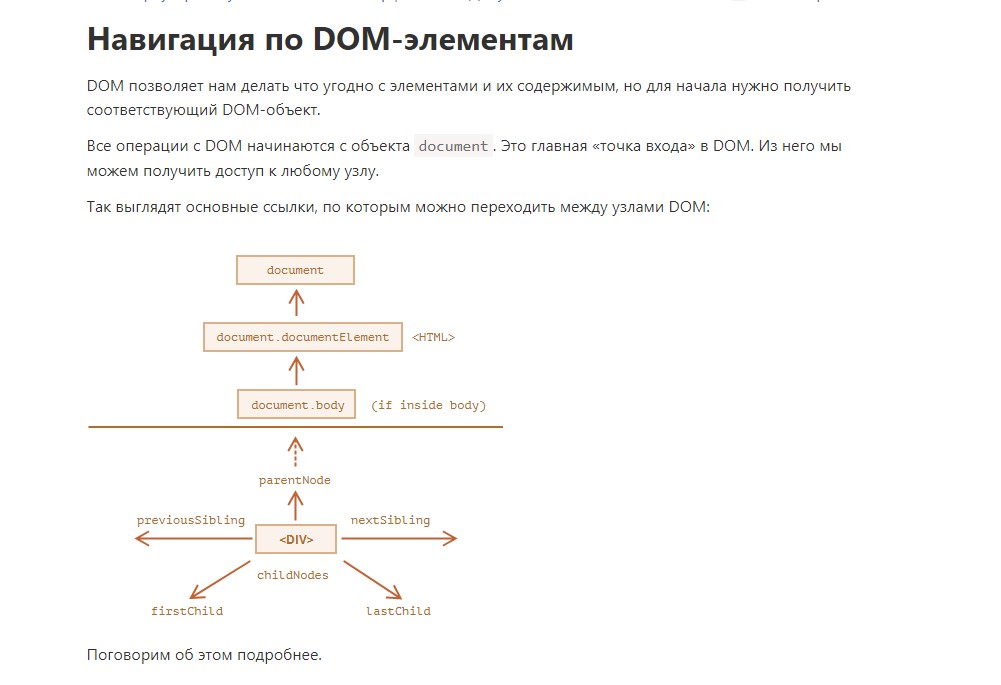 Навигация по DOM-элементам
DOM позволяет нам делать что угодно с элементами и их содержимым, но для начала нужно получить
соответствующий DOM-объект.
Все операции с DOM начинаются с объекта document. Это главная «точка входа» в DOM. Из него мы
можем получить доступ к любому узлу.
Так выглядят основные ссылки, по которым можно переходить между узлами DOM:
document
document.documentElement <HTML>
document.body (if inside body)
parentNode
previousSibling nextSibling
<DIV>
childNodes
firstChild lastChild
Поговорим об этом подробнее.